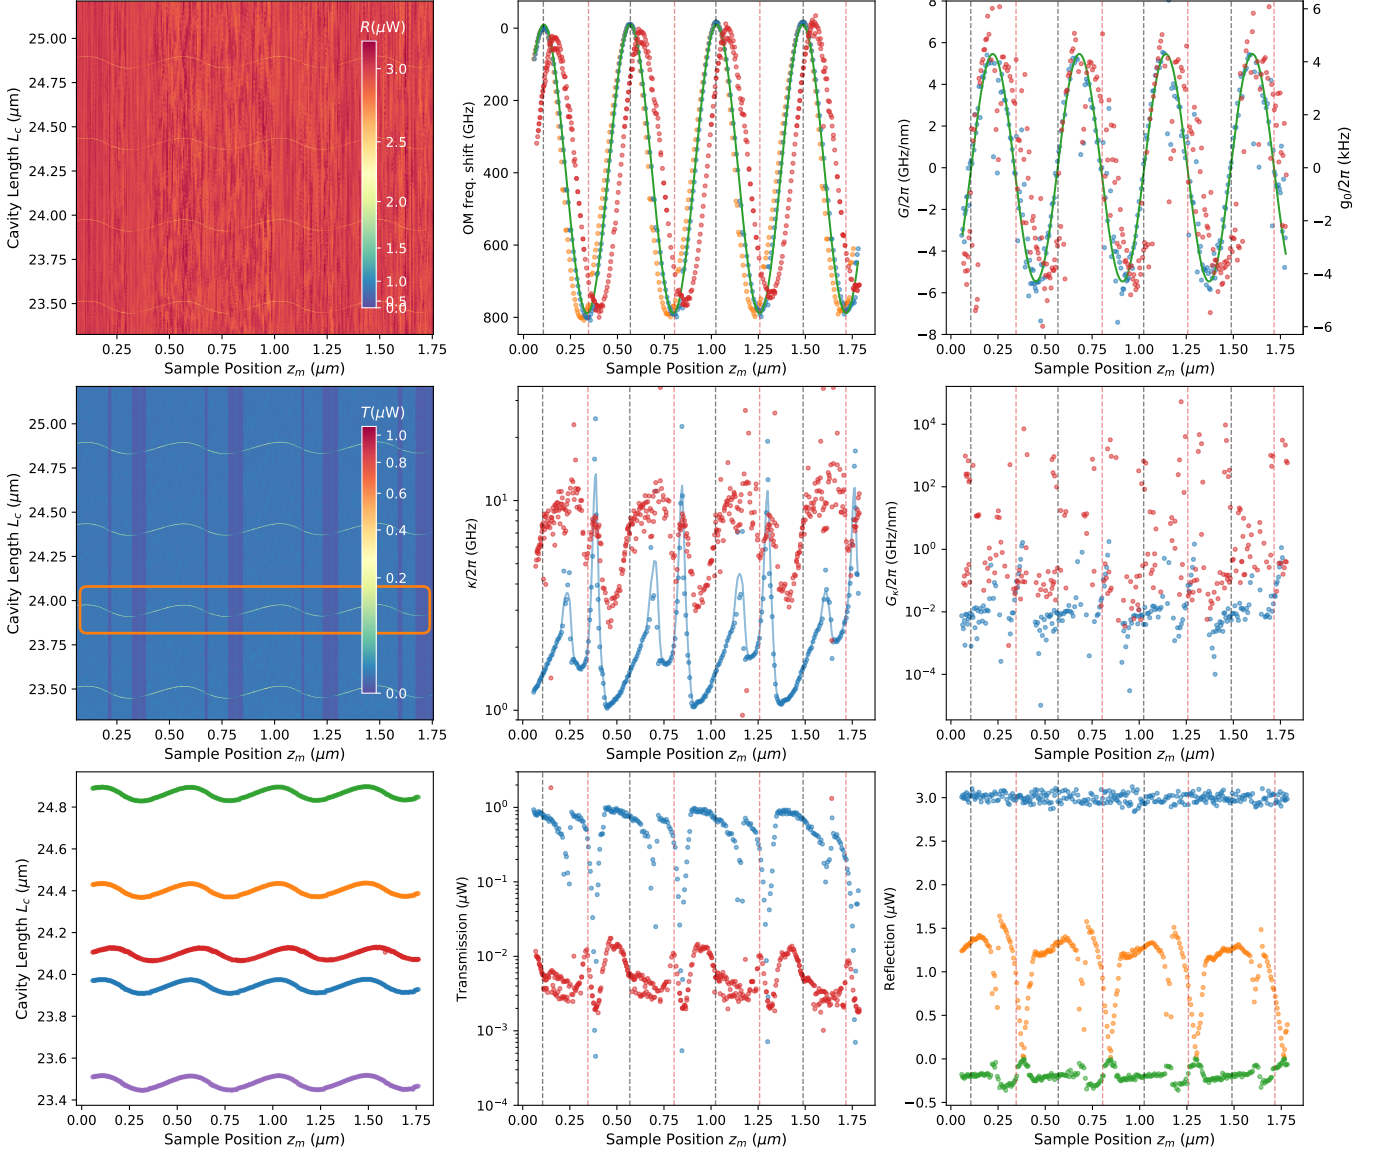 R(μW)
3.0
2.5
2.0
1.5
1.0
0.5
0.0
25.00
24.75
24.50
24.25
24.00
23.75
23.50
Cavity Length L_c (μm)
0.25 0.50 0.75 1.00 1.25 1.50 1.75
Sample Position z_m (μm)
0
200
400
600
800
OM freq. shift (GHz)
0.00 0.25 0.50 0.75 1.00 1.25 1.50 1.75
Sample Position z_m (μm)
8
6
4
2
0
−2
−4
−6
−8
G/2π (GHz/nm)
6
4
2
0
−2
−4
−6
g₀/2π (kHz)
0.00 0.25 0.50 0.75 1.00 1.25 1.50 1.75
Sample Position z_m (μm)
T(μW)
1.0
0.8
0.6
0.4
0.2
0.0
25.00
24.75
24.50
24.25
24.00
23.75
23.50
Cavity Length L_c (μm)
0.25 0.50 0.75 1.00 1.25 1.50 1.75
Sample Position z_m (μm)
10¹
10⁰
κ/2π (GHz)
0.00 0.25 0.50 0.75 1.00 1.25 1.50 1.75
Sample Position z_m (μm)
10⁴
10²
10⁰
10⁻²
10⁻⁴
G_κ/2π (GHz/nm)
0.00 0.25 0.50 0.75 1.00 1.25 1.50 1.75
Sample Position z_m (μm)
24.8
24.6
24.4
24.2
24.0
23.8
23.6
23.4
Cavity Length L_c (μm)
0.00 0.25 0.50 0.75 1.00 1.25 1.50 1.75
Sample Position z_m (μm)
10⁰
10⁻¹
10⁻²
10⁻³
10⁻⁴
Transmission (μW)
0.00 0.25 0.50 0.75 1.00 1.25 1.50 1.75
Sample Position z_m (μm)
3.0
2.5
2.0
1.5
1.0
0.5
0.0
−0.5
Reflection (μW)
0.00 0.25 0.50 0.75 1.00 1.25 1.50 1.75
Sample Position z_m (μm)